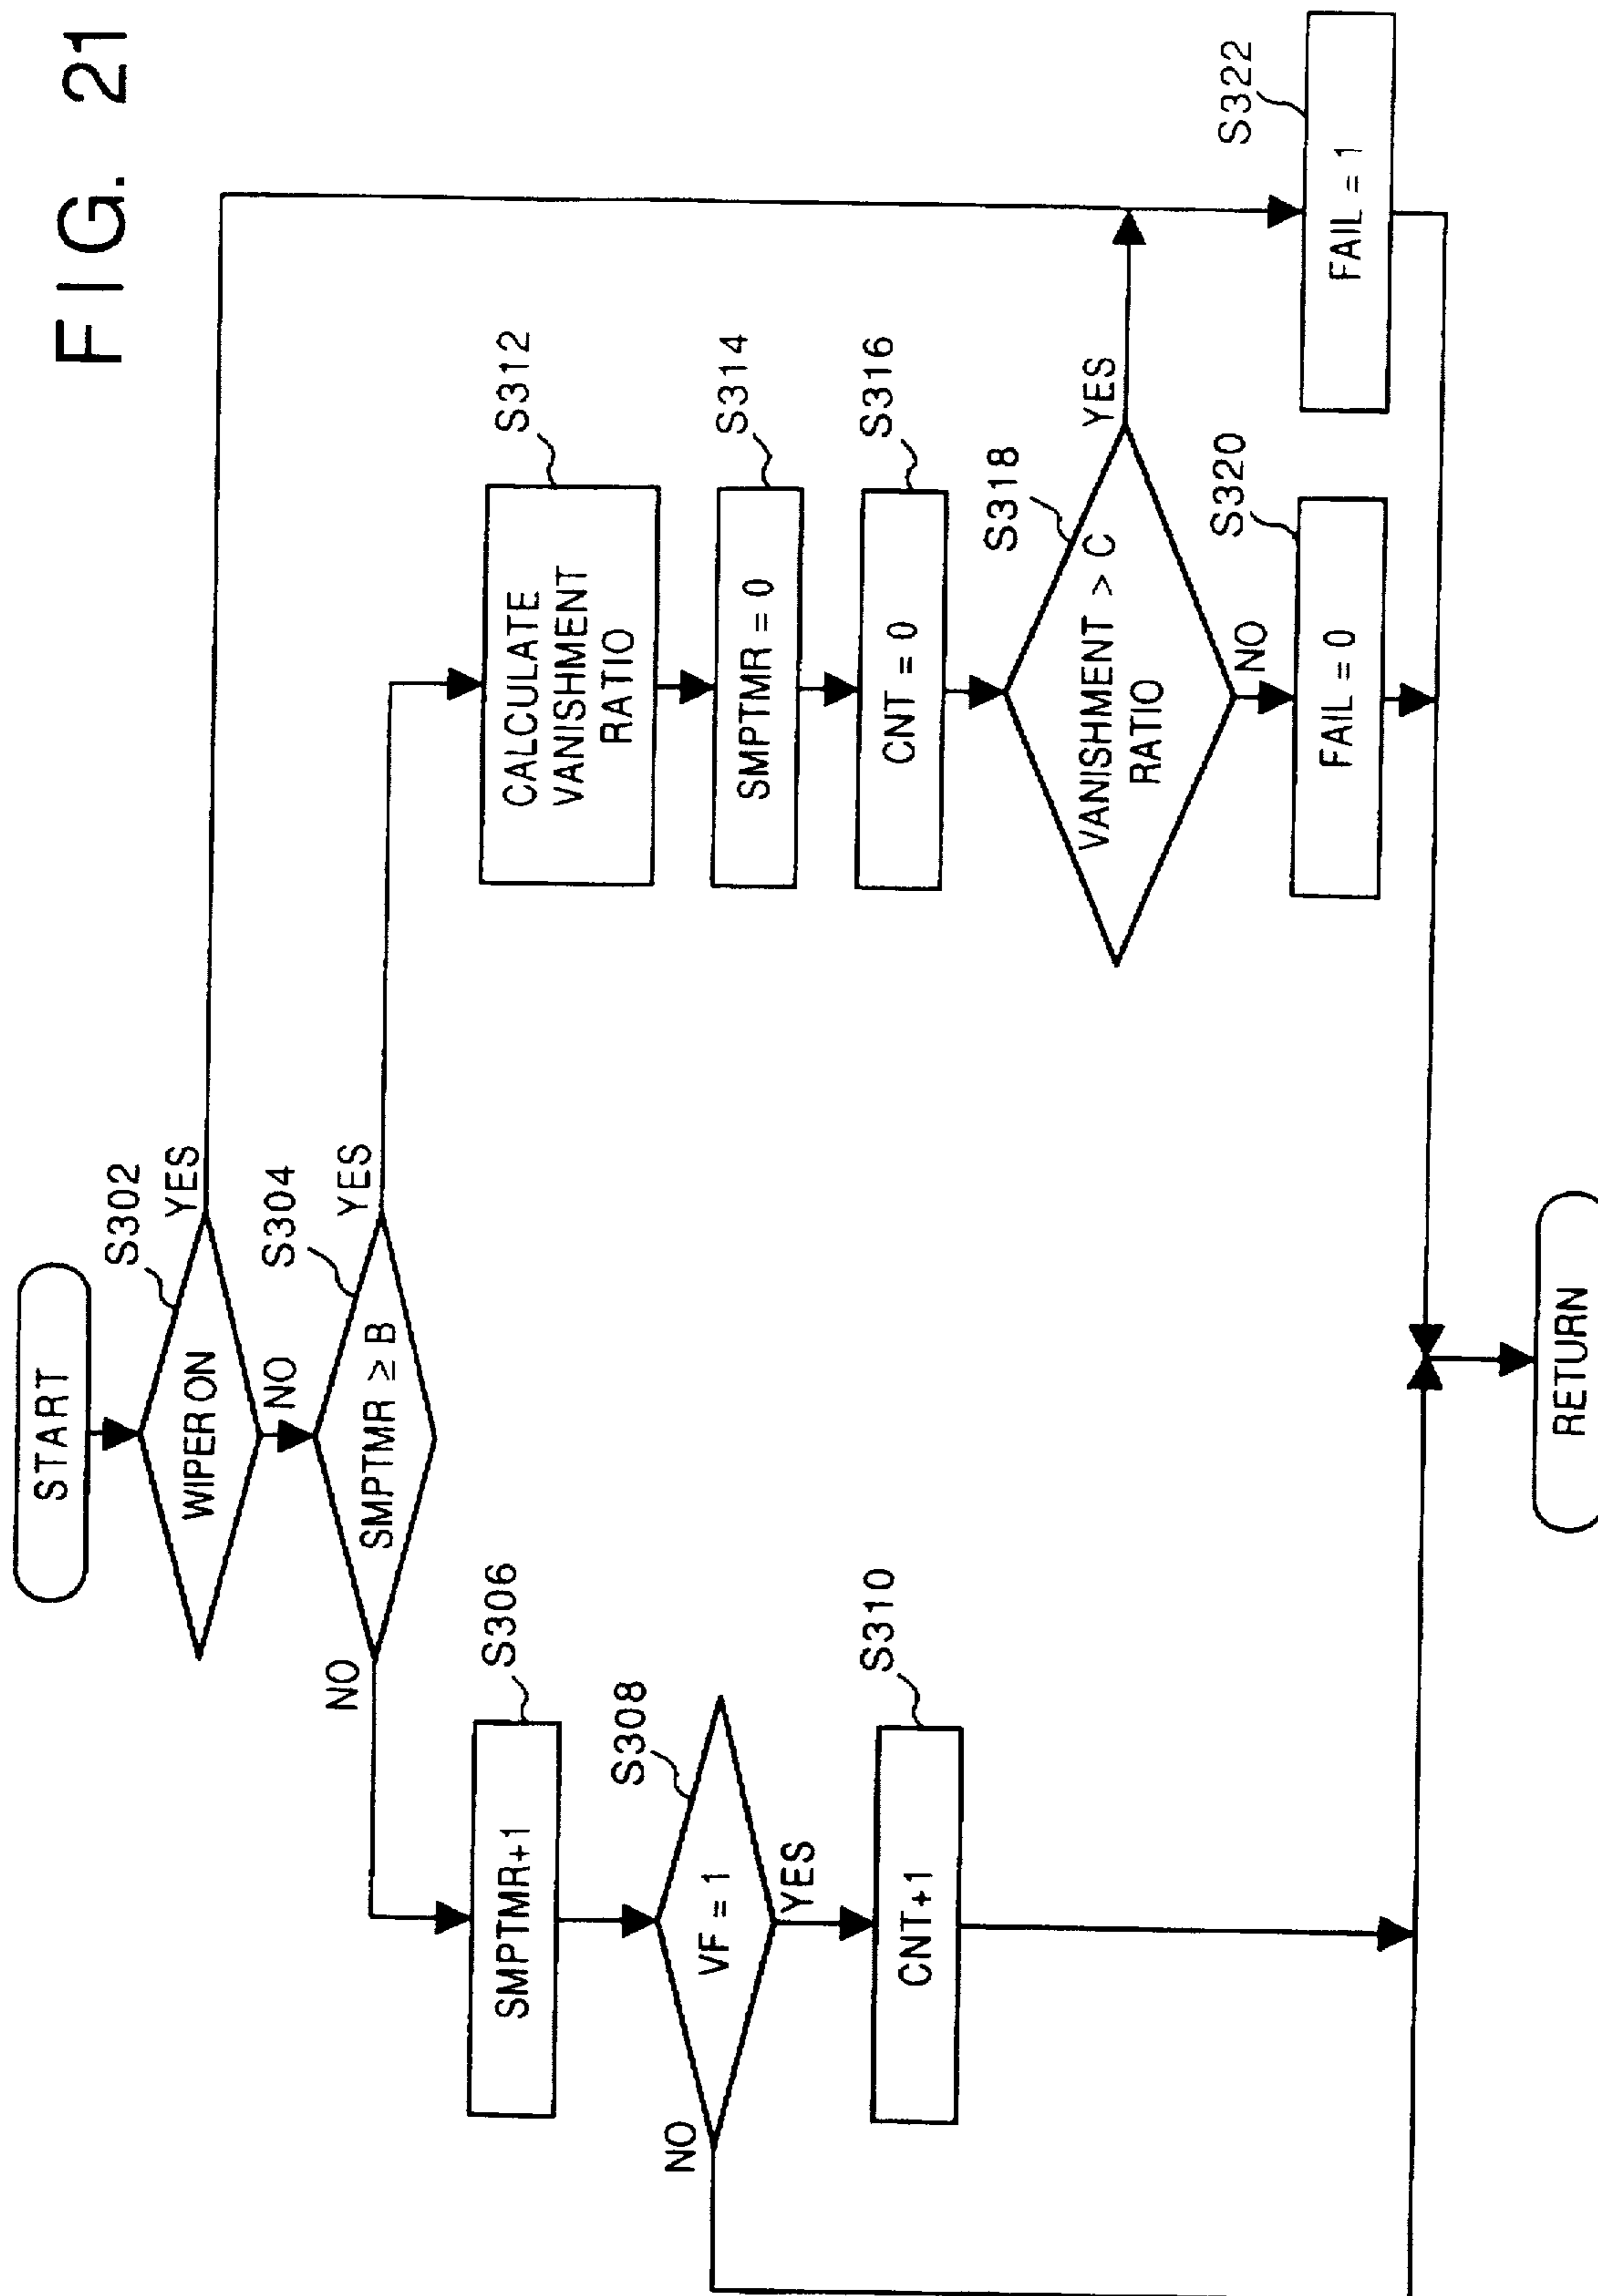 FIG. 21
START
S302
WIPER ON
YES
NO
S304
SMPTMR ≥ B
YES
NO
S306
SMPTMR+1
S308
VF = 1
NO
YES
S310
CNT+1
S312
CALCULATE
VANISHMENT
RATIO
S314
SMPTMR = 0
S316
CNT = 0
S318
VANISHMENT > C
RATIO
YES
NO
S320
FAIL = 0
S322
FAIL = 1
RETURN